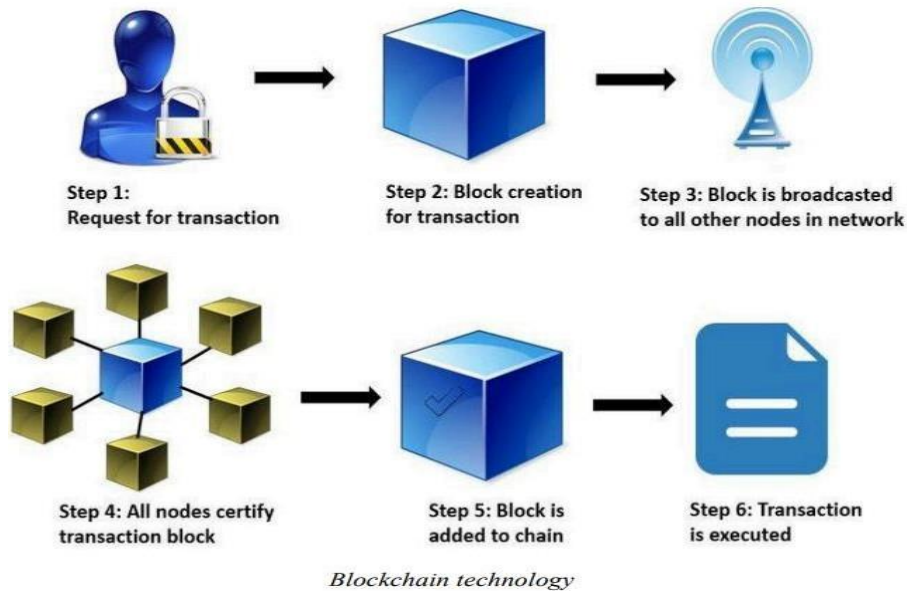 Step 1:
Request for transaction
Step 2: Block creation
for transaction
Step 3: Block is broadcasted
to all other nodes in network
Step 4: All nodes certify
transaction block
Step 5: Block is
added to chain
Step 6: Transaction
is executed
Blockchain technology